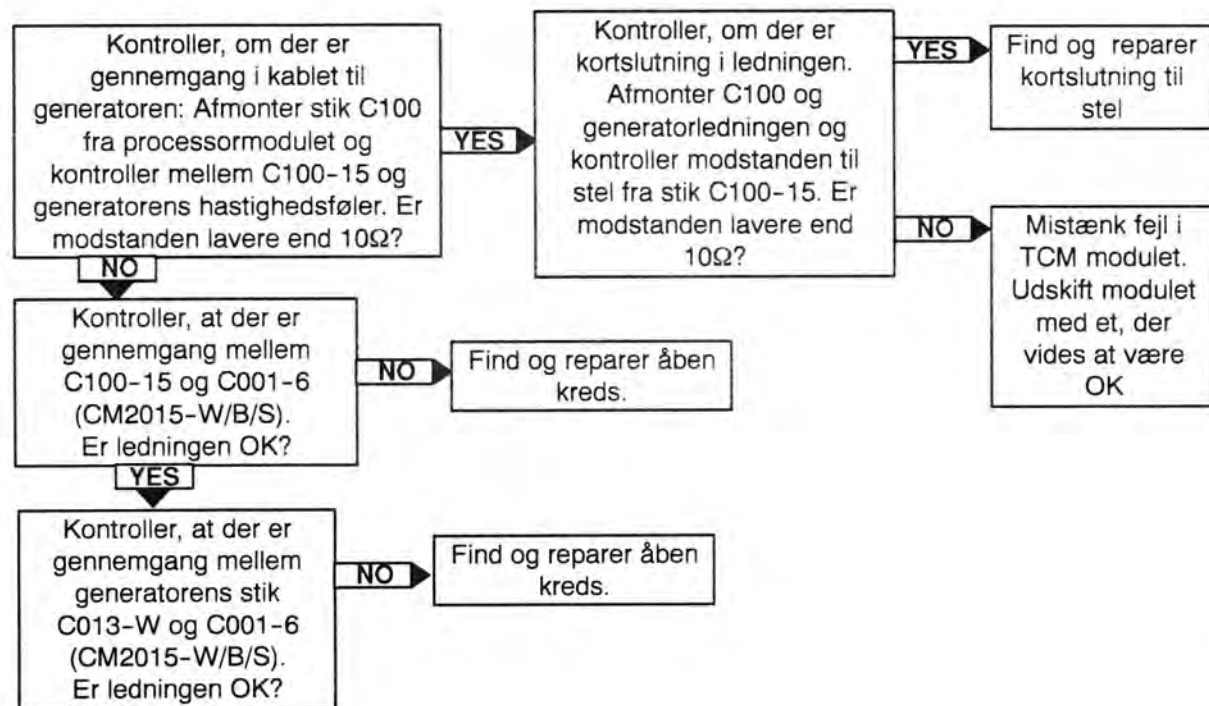 Kontroller, om der er
gennemgang i kablet til
generatoren: Afmonter stik C100
fra processormodulet og
kontroller mellem C100-15 og
generatorens hastighedsføler. Er
modstanden lavere end 10Ω?
YES
Kontroller, om der er
kortslutning i ledningen.
Afmonter C100 og
generatorledningen og
kontroller modstanden til
stel fra stik C100-15. Er
modstanden lavere end
10Ω?
YES
Find og reparer
kortslutning til
stel
NO
Mistænk fejl i
TCM modulet.
Udskift modulet
med et, der
vides at være
OK
NO
Kontroller, at der er
gennemgang mellem
C100-15 og C001-6
(CM2015-W/B/S).
Er ledningen OK?
NO
Find og reparer åben
kreds.
YES
Kontroller, at der er
gennemgang mellem
generatorens stik
C013-W og C001-6
(CM2015-W/B/S).
Er ledningen OK?
NO
Find og reparer åben
kreds.